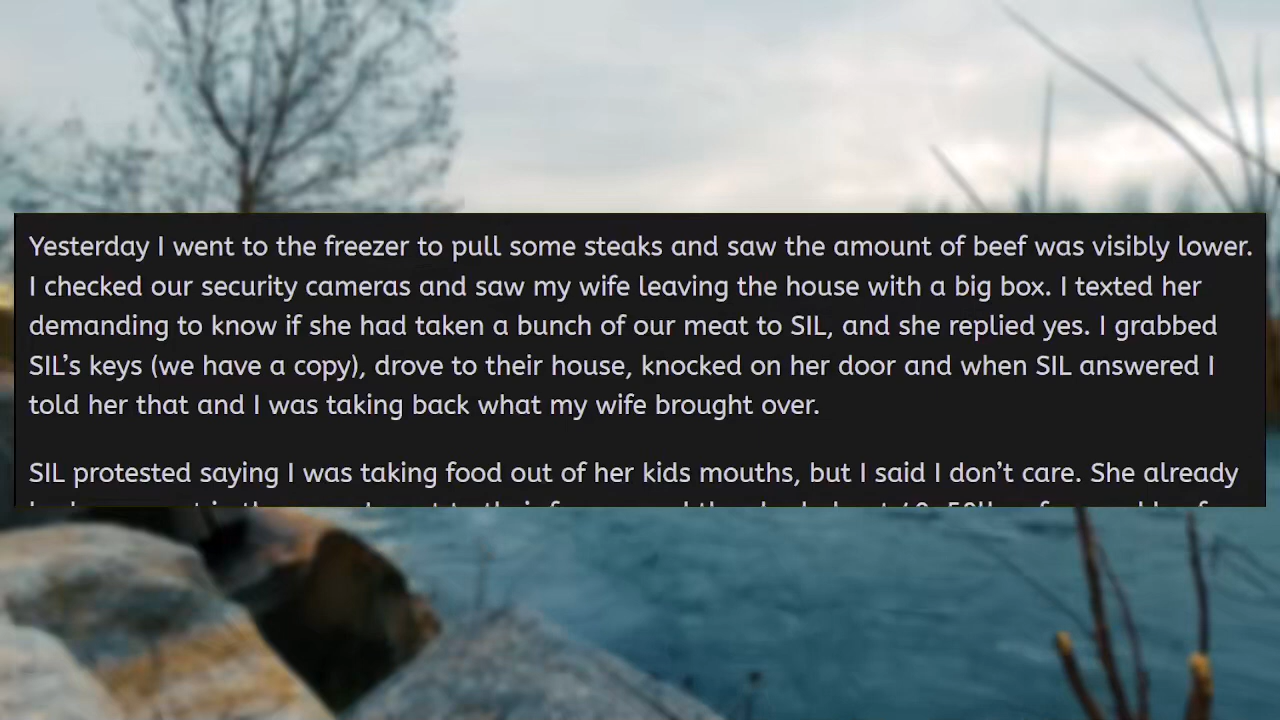 Yesterday I went to the freezer to pull some steaks and saw the amount of beef was visibly lower.
I checked our security cameras and saw my wife leaving the house with a big box. I texted her
demanding to know if she had taken a bunch of our meat to SIL, and she replied yes. I grabbed
SIL’s keys (we have a copy), drove to their house, knocked on her door and when SIL answered I
told her that and I was taking back what my wife brought over.
SIL protested saying I was taking food out of her kids mouths, but I said I don’t care. She already